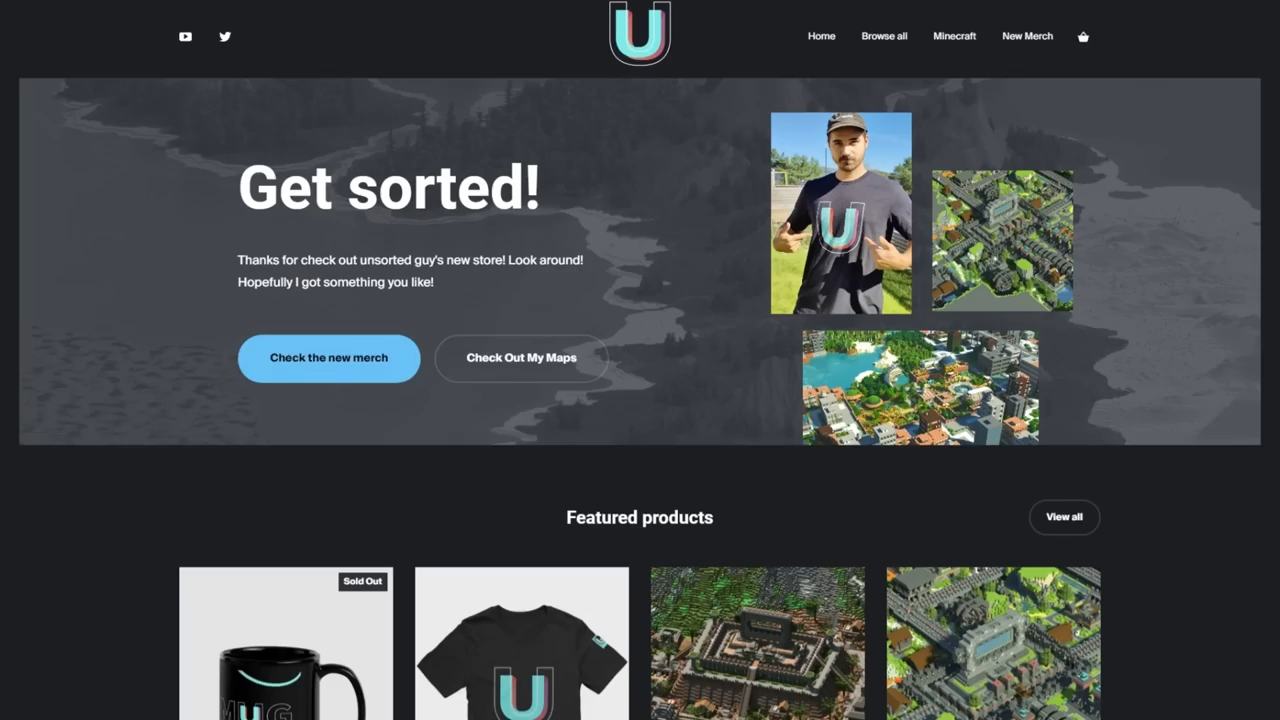 U
Home Browse all Minecraft New Merch
Get sorted!
U
Thanks for check out unsorted guy's new store! Look around!
Hopefully I got something you like!
Check the new merch Check Out My Maps
Featured products
View all
Sold Out
MUG
U